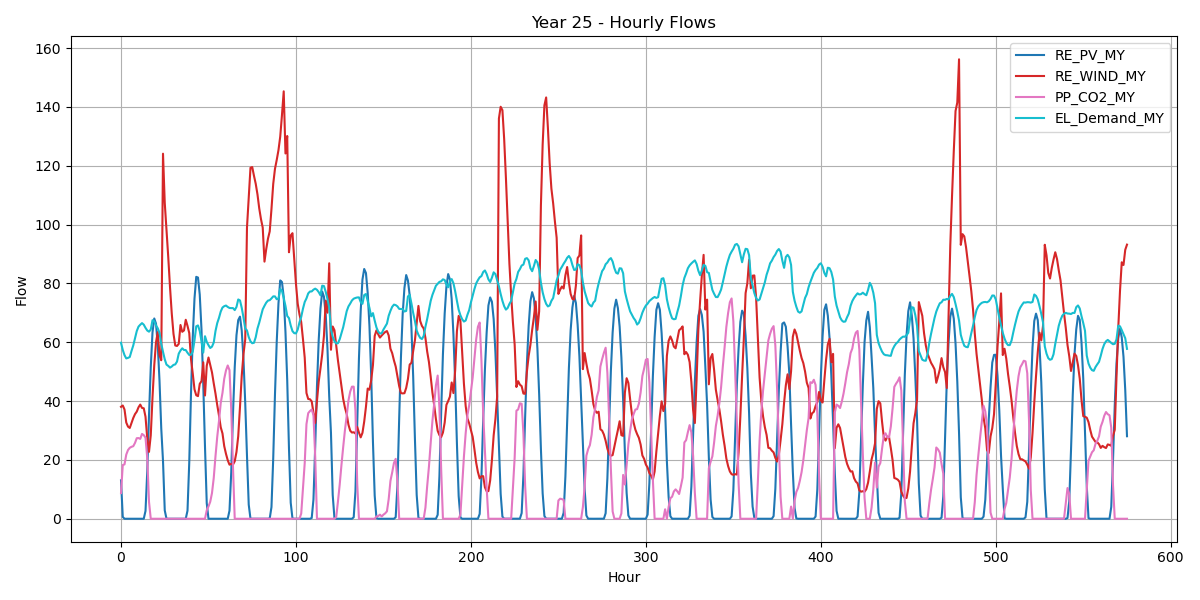 Year 25 - Hourly Flows
160
140
120
100
80
60
40
20
0
Flow
RE_PV_MY
RE_WIND_MY
PP_CO2_MY
EL_Demand_MY
0
100
200
300
400
500
600
Hour